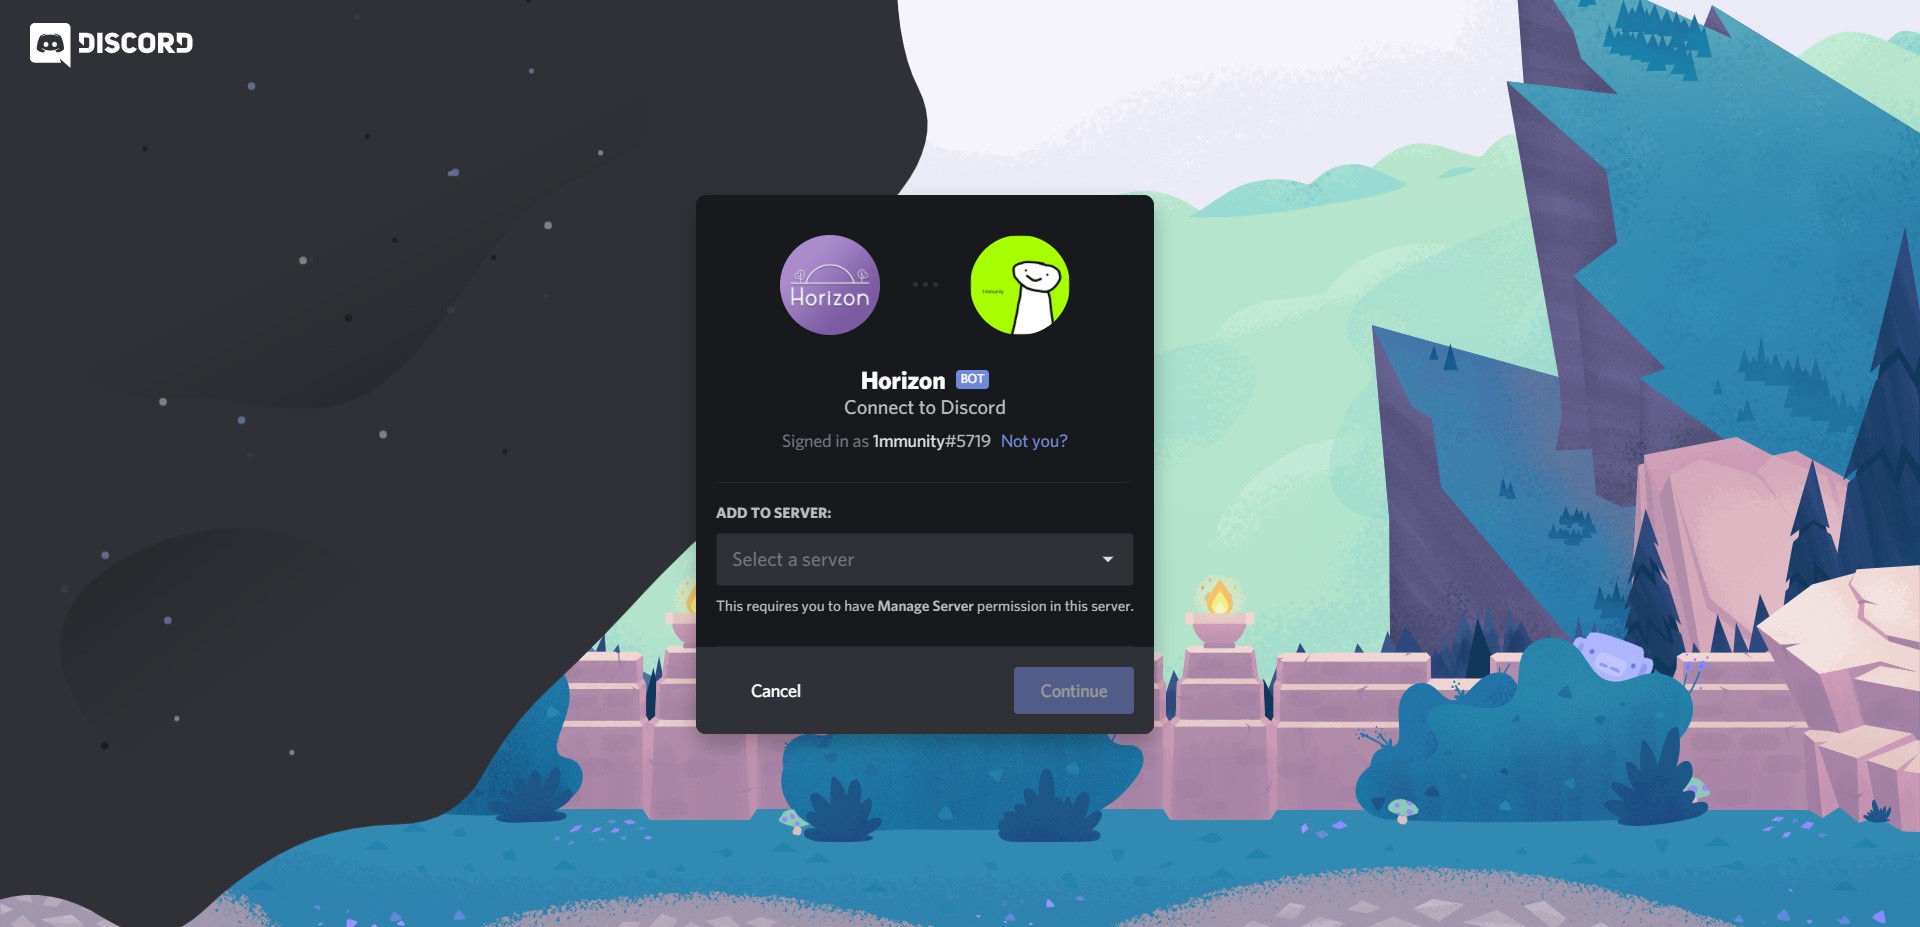 DISCORD
Horizon
1mmunity
Horizon BOT
Connect to Discord
Signed in as 1mmunity#5719 Not you?
ADD TO SERVER:
Select a server
This requires you to have Manage Server permission in this server.
Cancel
Continue